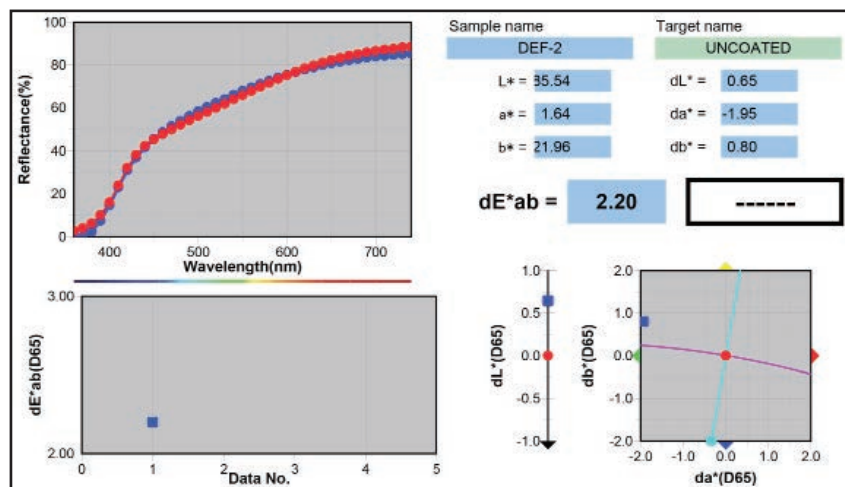 Sample name
Target name
DEF-2
UNCOATED
L* = 85.54
dL* = 0.65
a* = 1.64
da* = -1.95
b* = 21.96
db* = 0.80
dE*ab = 2.20
------
Reflectance(%)
100
80
60
40
20
0
400 500 600 700
Wavelength(nm)
dE*ab(D65)
3.00
2.00
0 1 2 3 4 5
Data No.
dL*(D65)
1.0
0.5
0.0
-0.5
-1.0
db*(D65)
2.0
1.0
0.0
-1.0
-2.0
-2.0 -1.0 0.0 1.0 2.0
da*(D65)